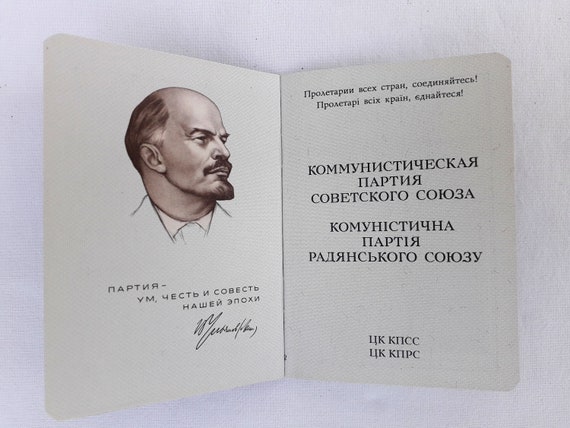 ПАРТИЯ –
УМ, ЧЕСТЬ И СОВЕСТЬ
НАШЕЙ ЭПОХИ
Пролетарии всех стран, соединяйтесь!
Пролетарі всіх країн, єднайтеся!
КОММУНИСТИЧЕСКАЯ
ПАРТИЯ
СОВЕТСКОГО СОЮЗА
КОМУНІСТИЧНА
ПАРТІЯ
РАДЯНСЬКОГО СОЮЗУ
ЦК КПСС
ЦК КПРС